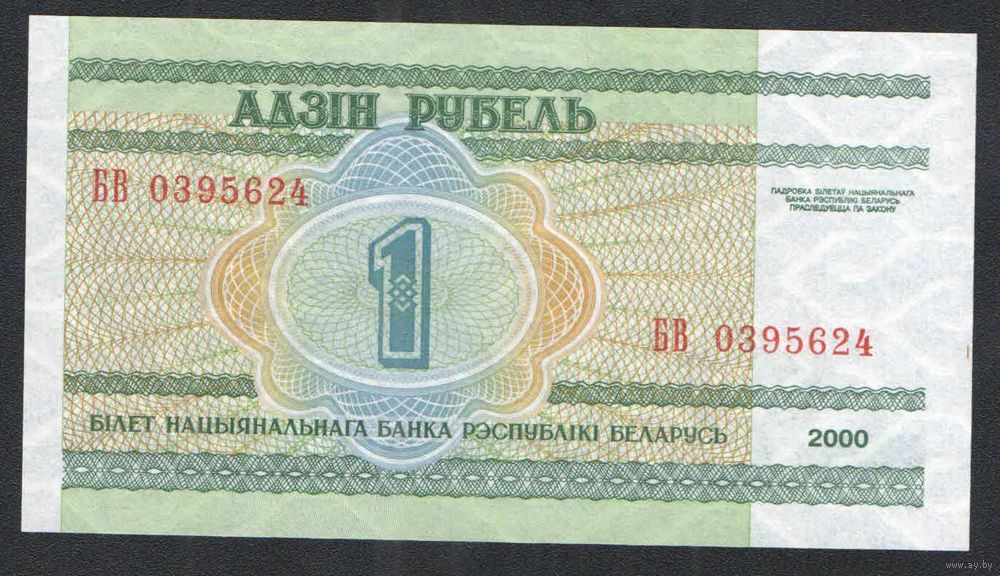 АДЗІН РУБЕЛЬ
БВ 0395624
ПАДРОБКА БІЛЕТАЎ НАЦЫЯНАЛЬНАГА
БАНКА РЭСПУБЛІКІ БЕЛАРУСЬ
ПРАСЛЕДУЕЦЦА ПА ЗАКОНУ
1
БВ 0395624
БІЛЕТ НАЦЫЯНАЛЬНАГА БАНКА РЭСПУБЛІКІ БЕЛАРУСЬ
2000
www.ay.by